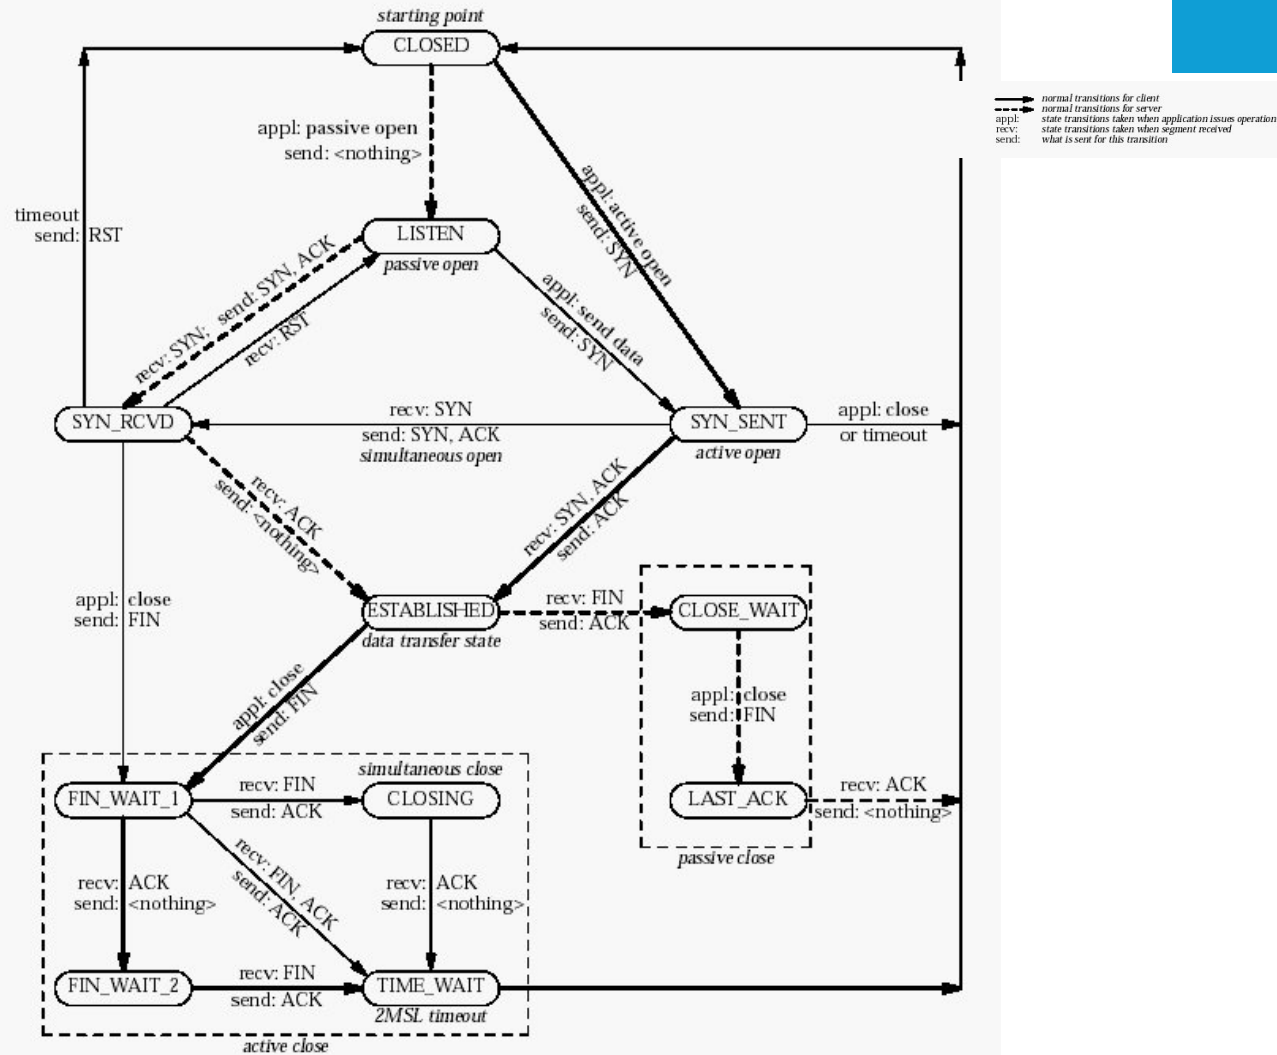 starting point
CLOSED
normal transitions for client
normal transitions for server
appl: state transitions taken when application issues operation
recv: state transitions taken when segment received
send: what is sent for this transition
appl: passive open
send: <nothing>
appl: active open
send: SYN
timeout
send: RST
LISTEN
passive open
recv: SYN; send: SYN, ACK
recv: RST
appl: send data
send: SYN
SYN_RCVD
recv: SYN
send: SYN, ACK
simultaneous open
SYN_SENT
active open
appl: close
or timeout
recv: ACK
send: <nothing>
recv: SYN, ACK
send: ACK
appl: close
send: FIN
ESTABLISHED
data transfer state
recv: FIN
send: ACK
CLOSE_WAIT
appl: close
send: FIN
appl: close
send: FIN
simultaneous close
FIN_WAIT_1
recv: FIN
send: ACK
CLOSING
LAST_ACK
recv: ACK
send: <nothing>
passive close
recv: ACK
send: <nothing>
recv: FIN, ACK
send: ACK
recv: ACK
send: <nothing>
FIN_WAIT_2
recv: FIN
send: ACK
TIME_WAIT
2MSL timeout
active close